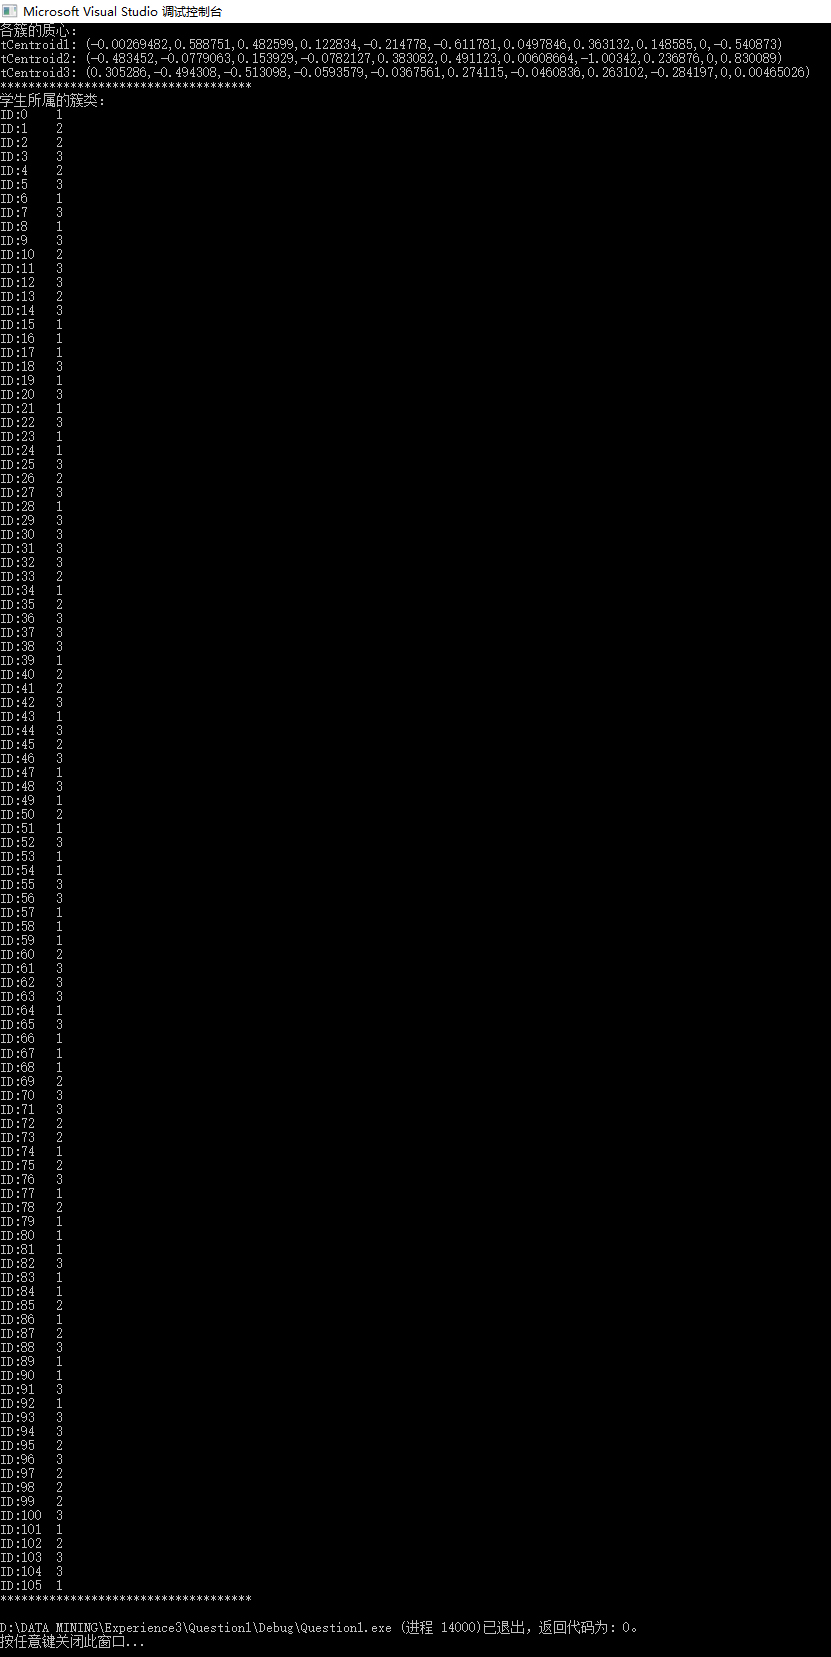 Microsoft Visual Studio 调试控制台
各簇的质心:
tCentroid1: (-0.00269482,0.588751,0.482599,0.122834,-0.214778,-0.611781,0.0497846,0.363132,0.148585,0,-0.540873)
tCentroid2: (-0.483452,-0.0779063,0.153929,-0.0782127,0.383082,0.491123,0.00608664,-1.00342,0.236876,0,0.830089)
tCentroid3: (0.305286,-0.494308,-0.513098,-0.0593579,-0.0367561,0.274115,-0.0460836,0.263102,-0.284197,0,0.00465026)
************************************
学生所属的簇类:
ID:0 1
ID:1 2
ID:2 2
ID:3 3
ID:4 2
ID:5 3
ID:6 1
ID:7 3
ID:8 1
ID:9 3
ID:10 2
ID:11 3
ID:12 3
ID:13 2
ID:14 3
ID:15 1
ID:16 1
ID:17 1
ID:18 3
ID:19 1
ID:20 3
ID:21 1
ID:22 3
ID:23 1
ID:24 1
ID:25 3
ID:26 2
ID:27 3
ID:28 1
ID:29 3
ID:30 3
ID:31 3
ID:32 3
ID:33 2
ID:34 1
ID:35 2
ID:36 3
ID:37 3
ID:38 3
ID:39 1
ID:40 2
ID:41 2
ID:42 3
ID:43 1
ID:44 3
ID:45 2
ID:46 3
ID:47 1
ID:48 3
ID:49 1
ID:50 2
ID:51 1
ID:52 3
ID:53 1
ID:54 1
ID:55 3
ID:56 3
ID:57 1
ID:58 1
ID:59 1
ID:60 2
ID:61 3
ID:62 3
ID:63 3
ID:64 1
ID:65 3
ID:66 1
ID:67 1
ID:68 1
ID:69 2
ID:70 3
ID:71 3
ID:72 2
ID:73 2
ID:74 1
ID:75 2
ID:76 3
ID:77 1
ID:78 2
ID:79 1
ID:80 1
ID:81 1
ID:82 3
ID:83 1
ID:84 1
ID:85 2
ID:86 1
ID:87 2
ID:88 3
ID:89 1
ID:90 1
ID:91 3
ID:92 1
ID:93 3
ID:94 3
ID:95 2
ID:96 3
ID:97 2
ID:98 2
ID:99 2
ID:100 3
ID:101 1
ID:102 2
ID:103 3
ID:104 3
ID:105 1
************************************
D:\DATA MINING\Experience3\Question1\Debug\Question1.exe (进程 14000)已退出，返回代码为: 0。
按任意键关闭此窗口...